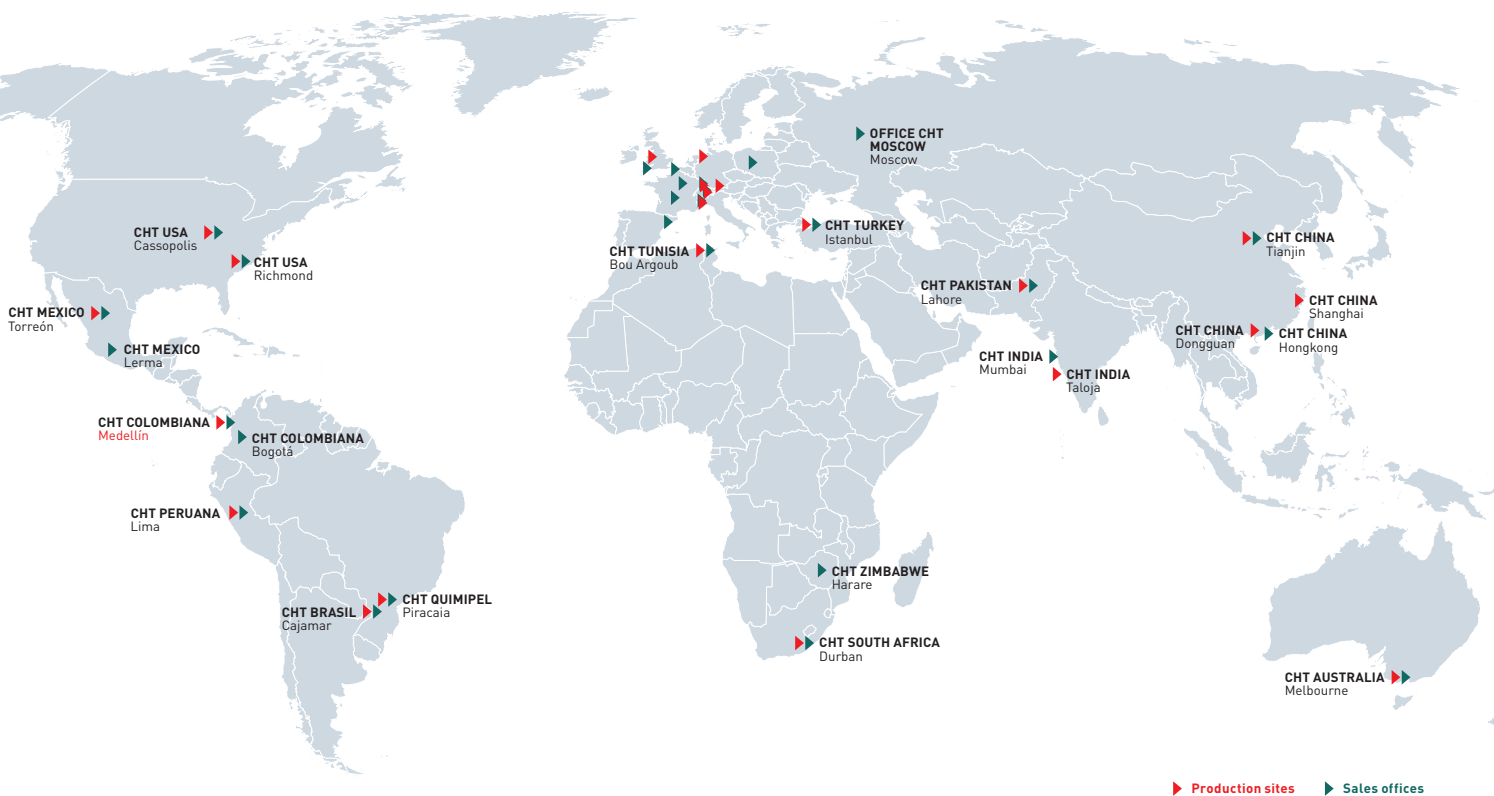 OFFICE CHT
MOSCOW
Moscow
CHT USA
Cassopolis
CHT USA
Richmond
CHT TURKEY
Istanbul
CHT TUNISIA
Bou Argoub
CHT CHINA
Tianjin
CHT PAKISTAN
Lahore
CHT MEXICO
Torreón
CHT CHINA
Shanghai
CHT CHINA
Dongguan
CHT CHINA
Hongkong
CHT MEXICO
Lerma
CHT INDIA
Mumbai
CHT INDIA
Taloja
CHT COLOMBIANA
Medellín
CHT COLOMBIANA
Bogotá
CHT PERUANA
Lima
CHT ZIMBABWE
Harare
CHT QUIMIPEL
Piracaia
CHT BRASIL
Cajamar
CHT SOUTH AFRICA
Durban
CHT AUSTRALIA
Melbourne
Production sites
Sales offices